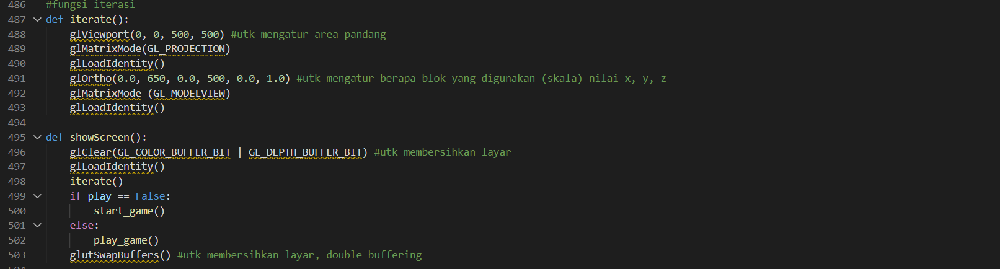 486 #fungsi iterasi
487 def iterate():
488     glViewport(0, 0, 500, 500) #utk mengatur area pandang
489     glMatrixMode(GL_PROJECTION)
490     glLoadIdentity()
491     glOrtho(0.0, 650, 0.0, 500, 0.0, 1.0) #utk mengatur berapa blok yang digunakan (skala) nilai x, y, z
492     glMatrixMode (GL_MODELVIEW)
493     glLoadIdentity()
494
495 def showScreen():
496     glClear(GL_COLOR_BUFFER_BIT | GL_DEPTH_BUFFER_BIT) #utk membersihkan layar
497     glLoadIdentity()
498     iterate()
499     if play == False:
500         start_game()
501     else:
502         play_game()
503     glutSwapBuffers() #utk membersihkan layar, double buffering
504